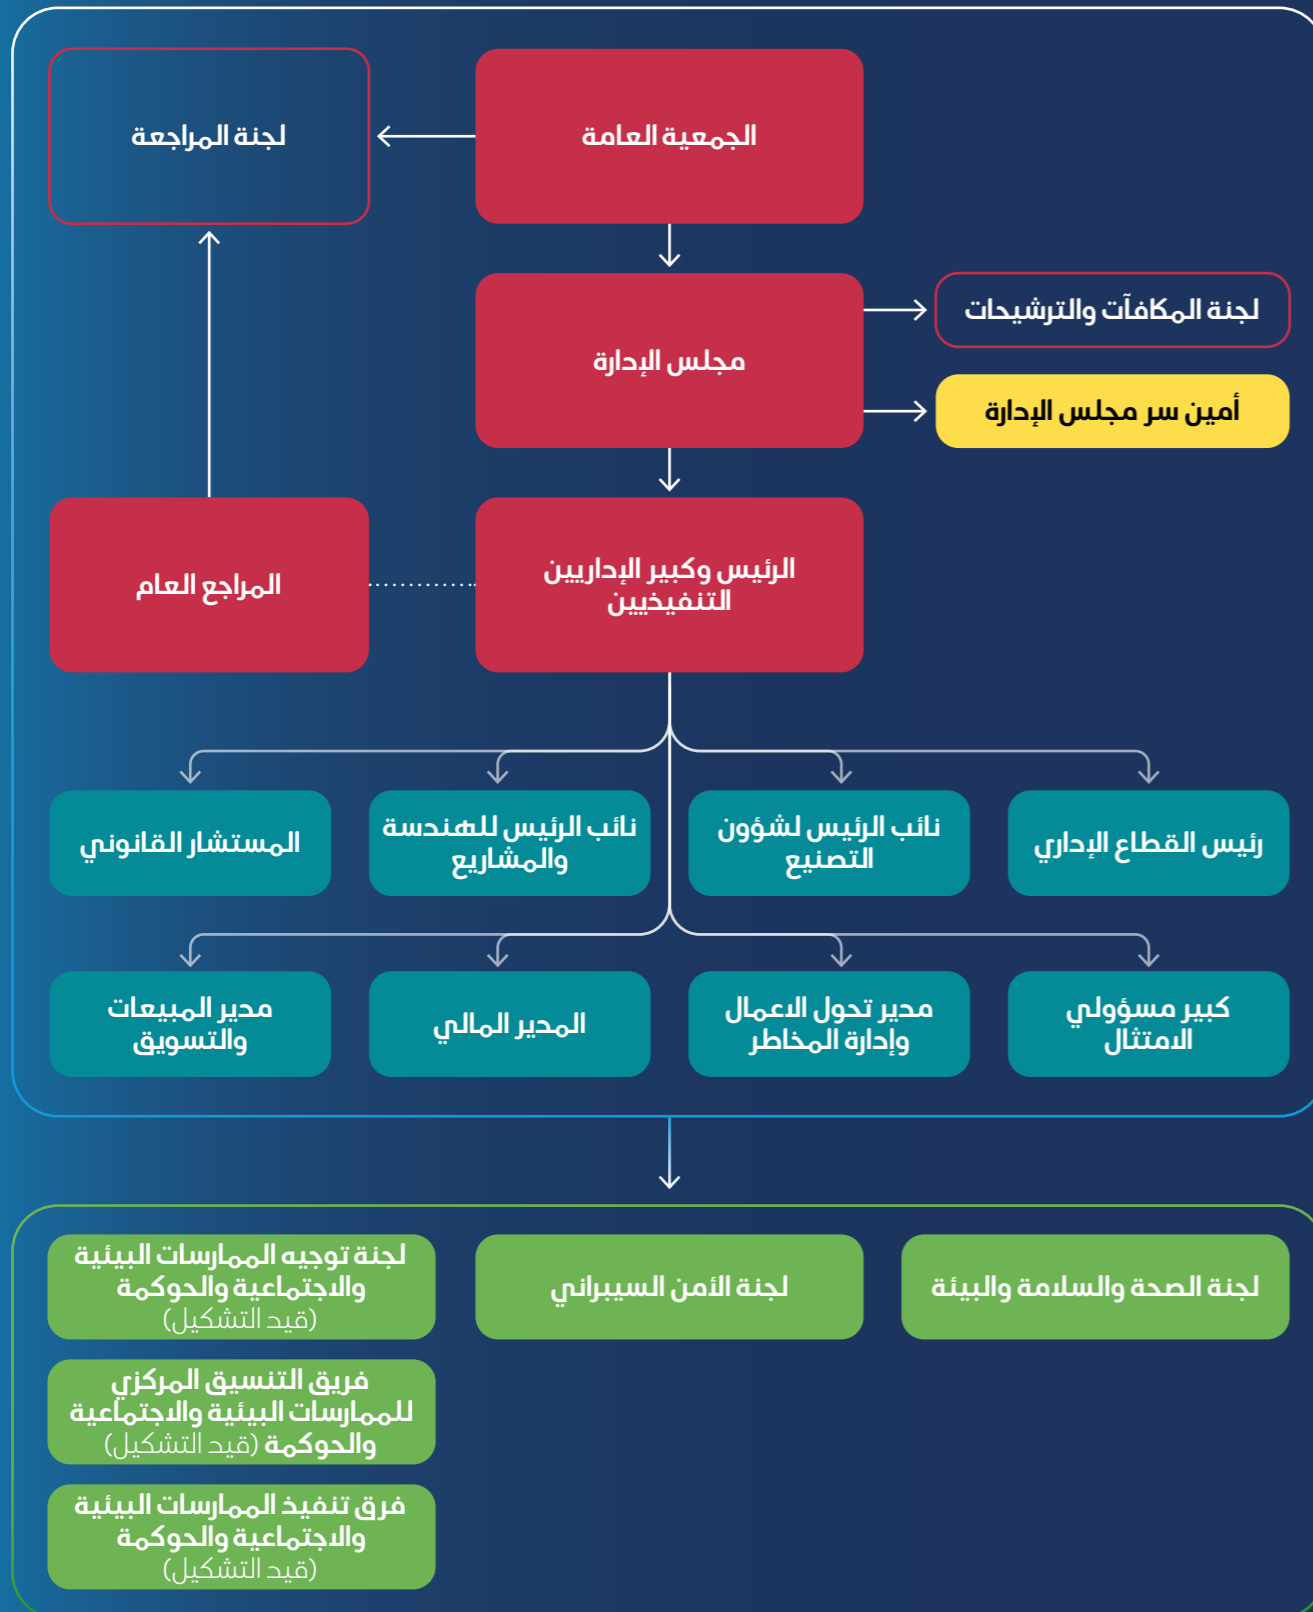 الجمعية العامة
لجنة المراجعة
مجلس الإدارة
لجنة المكافآت والترشيحات
أمين سر مجلس الإدارة
الرئيس وكبير الإداريين
التنفيذيين
المراجع العام
رئيس القطاع الإداري
نائب الرئيس لشؤون
التصنيع
نائب الرئيس للهندسة
والمشاريع
المستشار القانوني
كبير مسؤولي
الامتثال
مدير تحول الاعمال
وإدارة المخاطر
المدير المالي
مدير المبيعات
والتسويق
لجنة الصحة والسلامة والبيئة
لجنة الأمن السيبراني
لجنة توجيه الممارسات البيئية
والاجتماعية والحوكمة
(قيد التشكيل)
فريق التنسيق المركزي
للممارسات البيئية والاجتماعية
والحوكمة (قيد التشكيل)
فرق تنفيذ الممارسات البيئية
والاجتماعية والحوكمة
(قيد التشكيل)